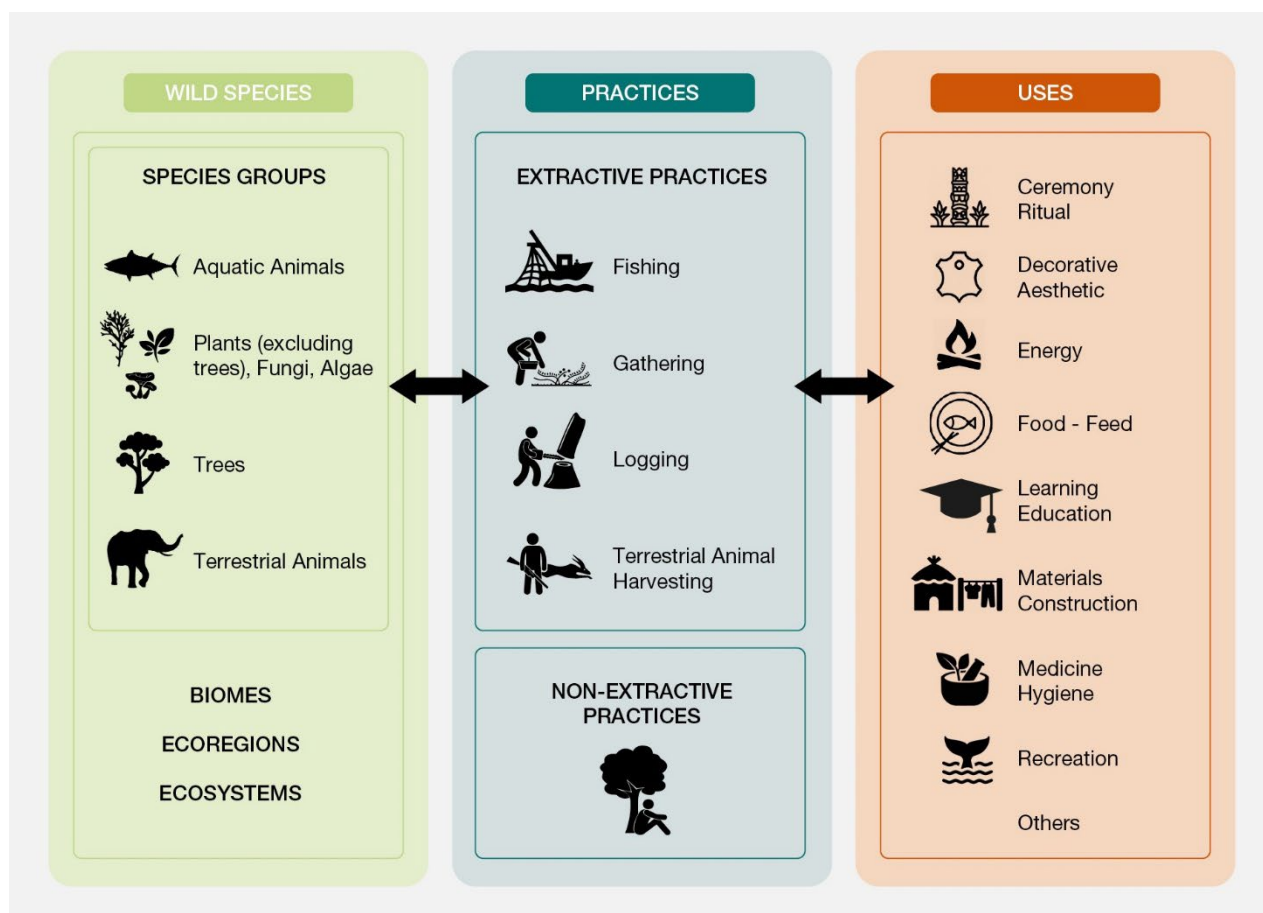 WILD SPECIES
SPECIES GROUPS
Aquatic Animals
Plants (excluding
trees), Fungi, Algae
Trees
Terrestrial Animals
BIOMES
ECOREGIONS
ECOSYSTEMS
PRACTICES
EXTRACTIVE PRACTICES
Fishing
Gathering
Logging
Terrestrial Animal
Harvesting
NON-EXTRACTIVE
PRACTICES
USES
Ceremony
Ritual
Decorative
Aesthetic
Energy
Food - Feed
Learning
Education
Materials
Construction
Medicine
Hygiene
Recreation
Others